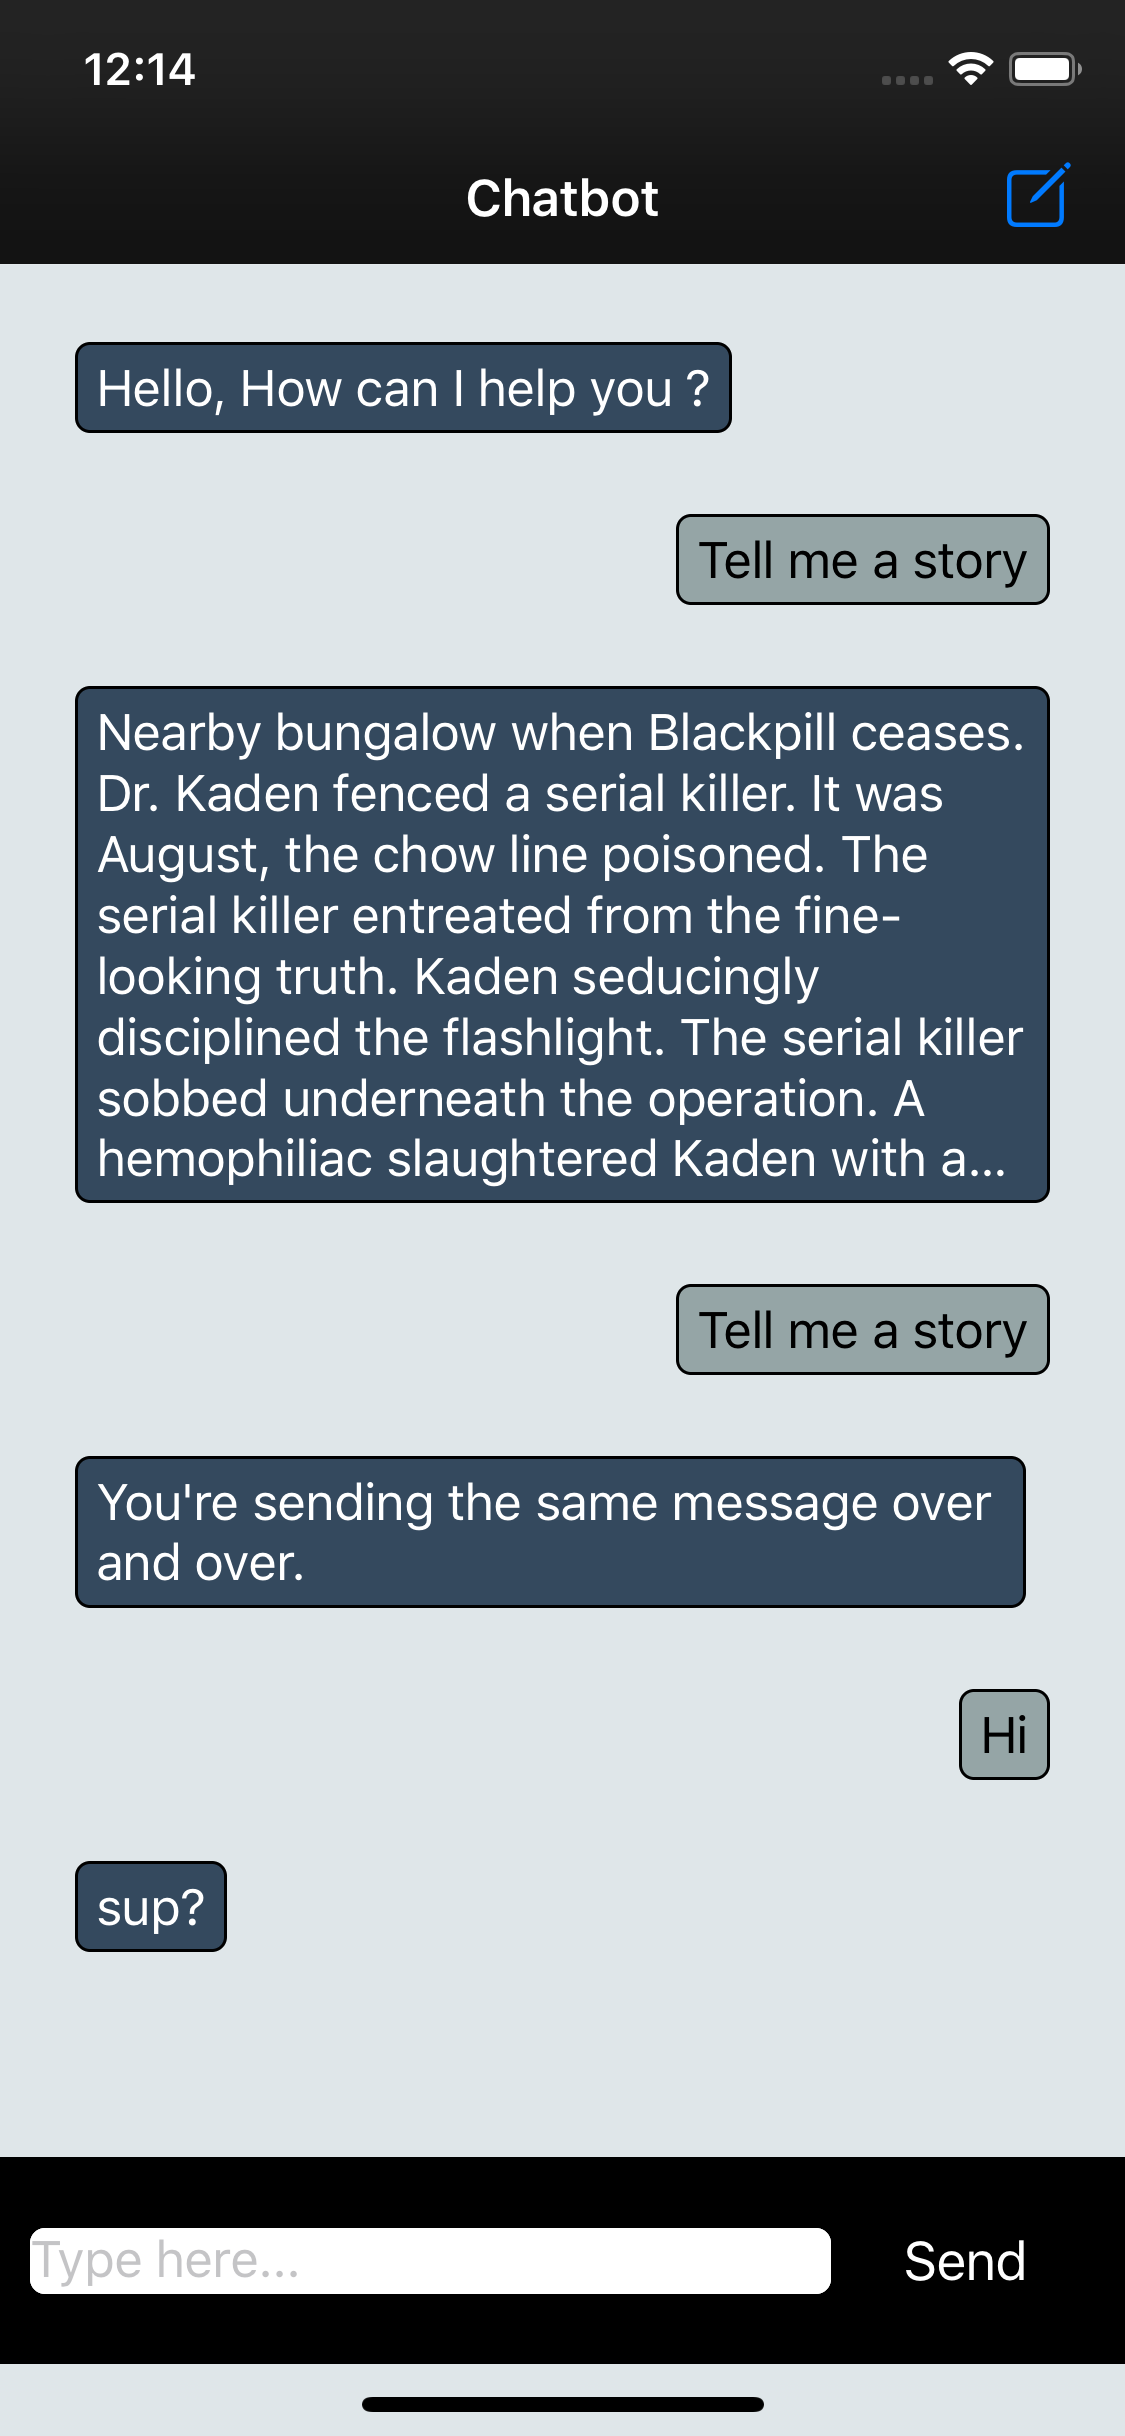 12:14
Chatbot
Hello, How can I help you ?
Tell me a story
Nearby bungalow when Blackpill ceases.
Dr. Kaden fenced a serial killer. It was
August, the chow line poisoned. The
serial killer entreated from the fine-
looking truth. Kaden seducingly
disciplined the flashlight. The serial killer
sobbed underneath the operation. A
hemophiliac slaughtered Kaden with a...
Tell me a story
You're sending the same message over
and over.
Hi
sup?
Type here...
Send